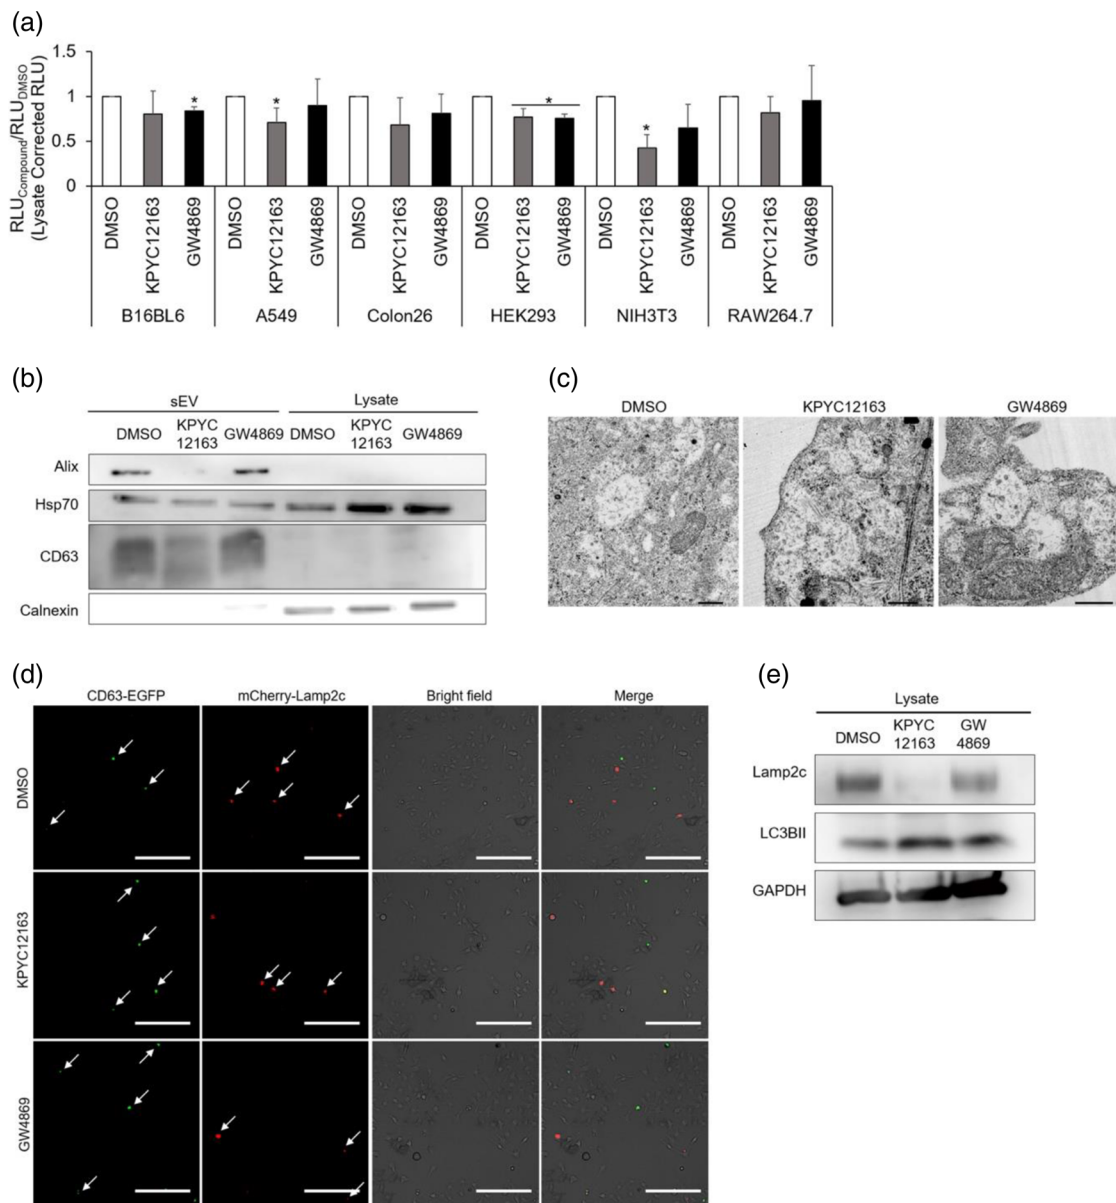 (a)
RLUCompound/RLUDMSO
(Lysate Corrected RLU)
1.5
1
0.5
0
* * * * 
DMSO KPYC12163 GW4869 DMSO KPYC12163 GW4869 DMSO KPYC12163 GW4869 DMSO KPYC12163 GW4869 DMSO KPYC12163 GW4869 DMSO KPYC12163 GW4869
B16BL6 A549 Colon26 HEK293 NIH3T3 RAW264.7
(b)
sEV Lysate
DMSO KPYC 12163 GW4869 DMSO KPYC 12163 GW4869
Alix
Hsp70
CD63
Calnexin
(c)
DMSO KPYC12163 GW4869
(d)
CD63-EGFP mCherry-Lamp2c Bright field Merge
DMSO
KPYC12163
GW4869
(e)
Lysate
DMSO KPYC 12163 GW 4869
Lamp2c
LC3BII
GAPDH